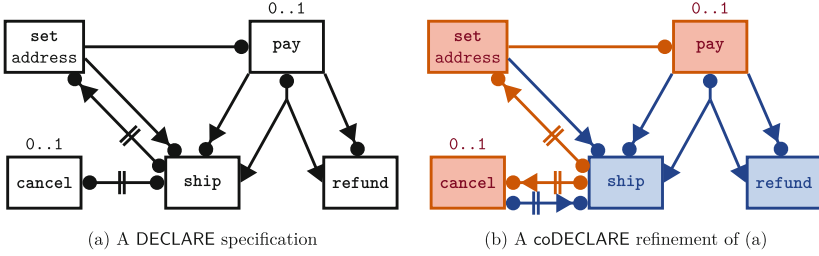 0..1
set
address
pay
0..1
cancel
ship
refund
(a) A DECLARE specification
0..1
set
address
pay
0..1
cancel
ship
refund
(b) A coDECLARE refinement of (a)